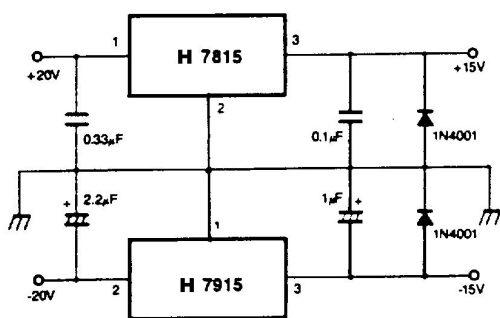 1
H 7815
3
+20V
+15V
2
0.33µF
0.1µF
1N4001
+
2.2µF
1µF
+
1
1N4001
2
H 7915
3
-20V
-15V